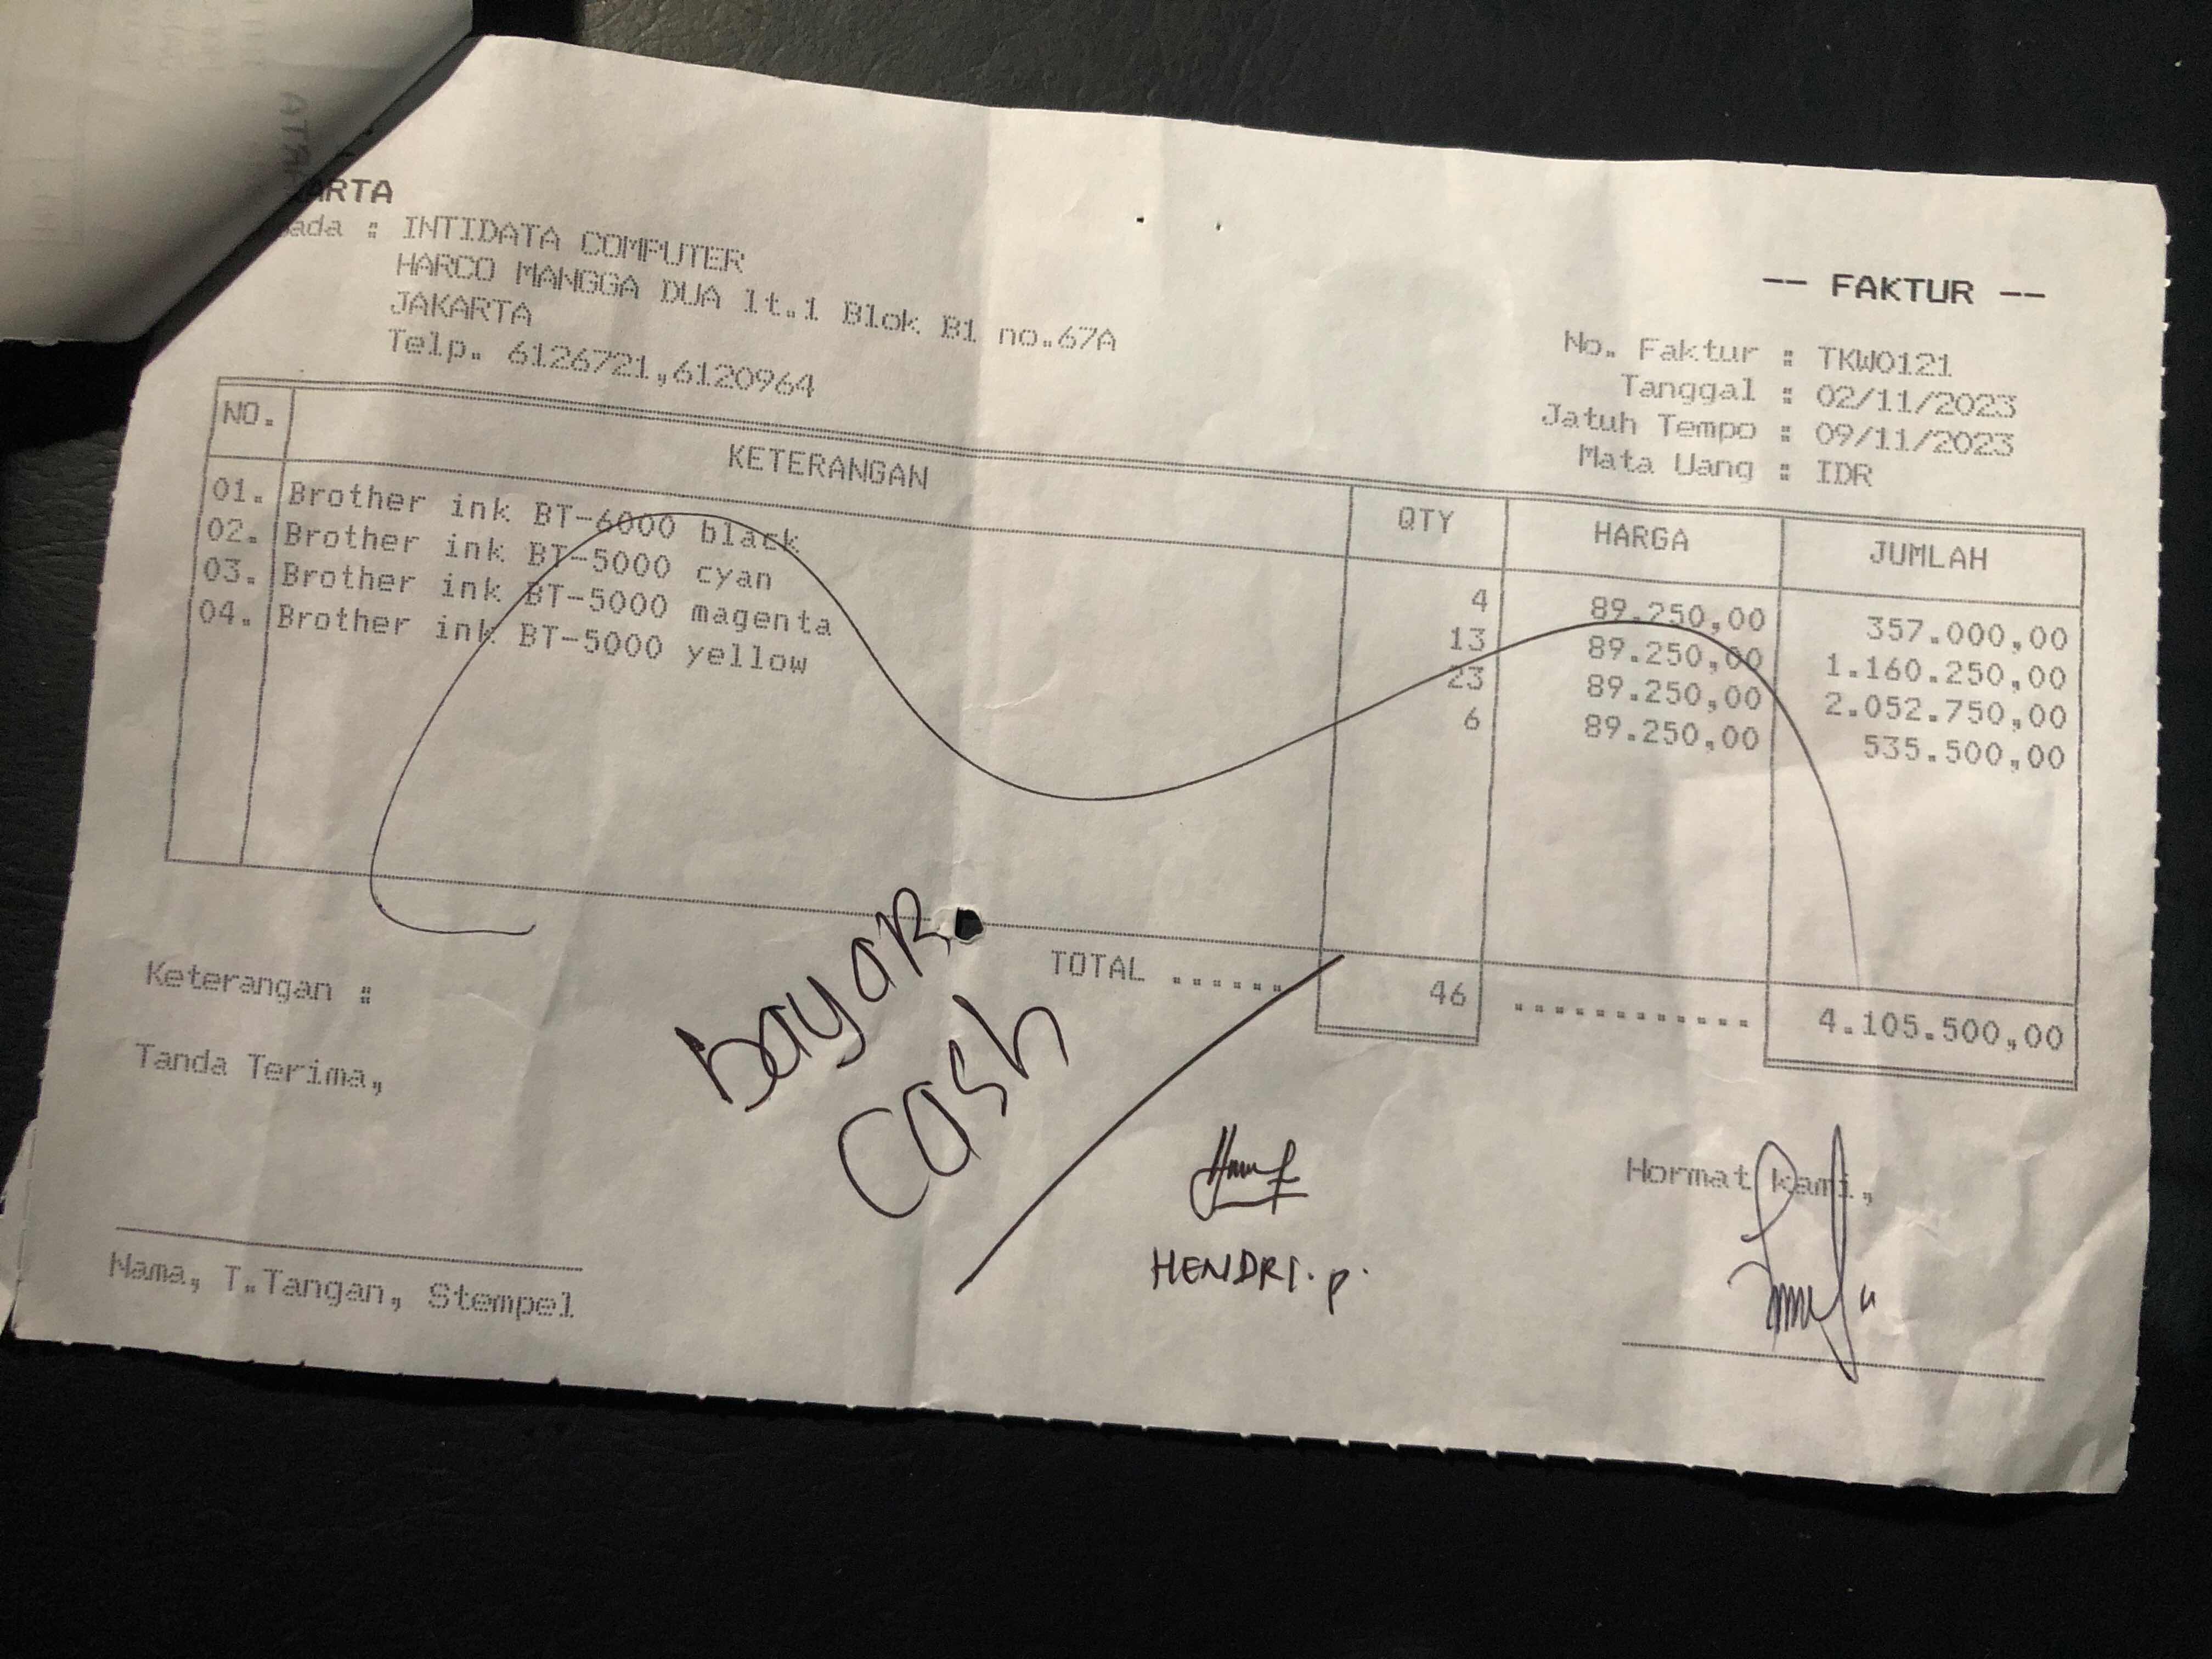 ARTA
ada : INTIDATA COMPUTER
HARCO MANGGA DUA lt.1 Blok B1 no.67A
JAKARTA
Telp. 6126721,6120964
-- FAKTUR --
No. Faktur : TKW0121
Tanggal : 02/11/2023
Jatuh Tempo : 09/11/2023
Mata Uang : IDR
NO. KETERANGAN QTY HARGA JUMLAH
01. Brother ink BT-6000 black 4 89.250,00 357.000,00
02. Brother ink BT-5000 cyan 13 89.250,00 1.160.250,00
03. Brother ink BT-5000 magenta 23 89.250,00 2.052.750,00
04. Brother ink BT-5000 yellow 6 89.250,00 535.500,00
TOTAL ...... 46 ............ 4.105.500,00
Keterangan :
bayaR
cash
Tanda Terima,
Hormat kami,
HENDRI.p.
Nama, T.Tangan, Stempel